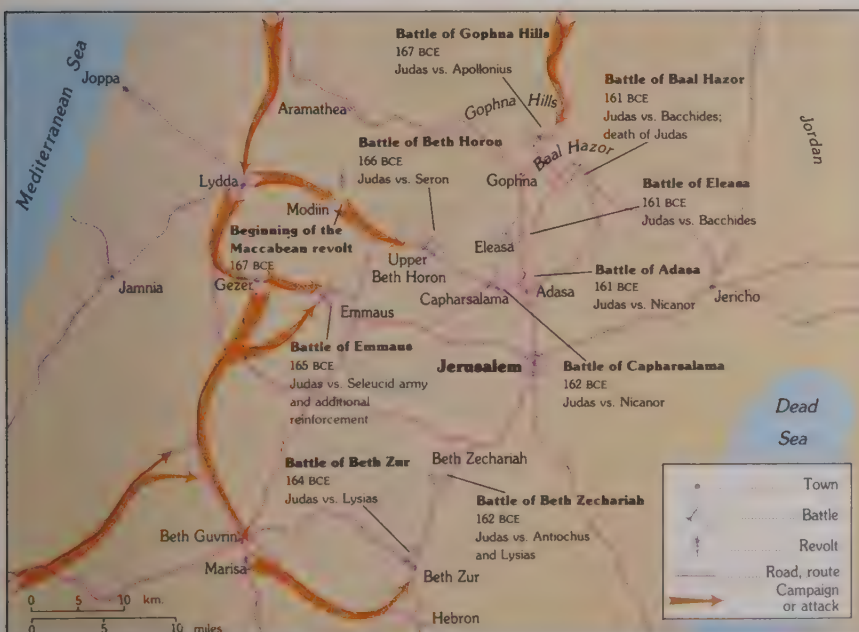 Battle of Gophna Hills
167 BCE
Judas vs. Apollonius
Mediterranean Sea
Joppa
Aramathea
Gophna Hills
Battle of Baal Hazor
161 BCE
Judas vs. Bacchides;
death of Judas
Jordan
Battle of Beth Horon
166 BCE
Judas vs. Seron
Baal Hazor
Lydda
Gophna
Modiin
Battle of Eleasa
161 BCE
Judas vs. Bacchides
Beginning of the
Maccabean revolt
167 BCE
Eleasa
Upper
Beth Horon
Jamnia
Gezer
Capharsalama
Adasa
Battle of Adasa
161 BCE
Judas vs. Nicanor
Jericho
Emmaus
Battle of Emmaus
165 BCE
Judas vs. Seleucid army
and additional
reinforcement
Jerusalem
Battle of Capharsalama
162 BCE
Judas vs. Nicanor
Dead
Sea
Battle of Beth Zur
164 BCE
Judas vs. Lysias
Beth Zechariah
Battle of Beth Zechariah
162 BCE
Judas vs. Antiochus
and Lysias
Beth Guvrin
Marisa
Beth Zur
Hebron
Town
Battle
Revolt
Road, route
Campaign
or attack
0 5 10 km.
0 5 10 miles